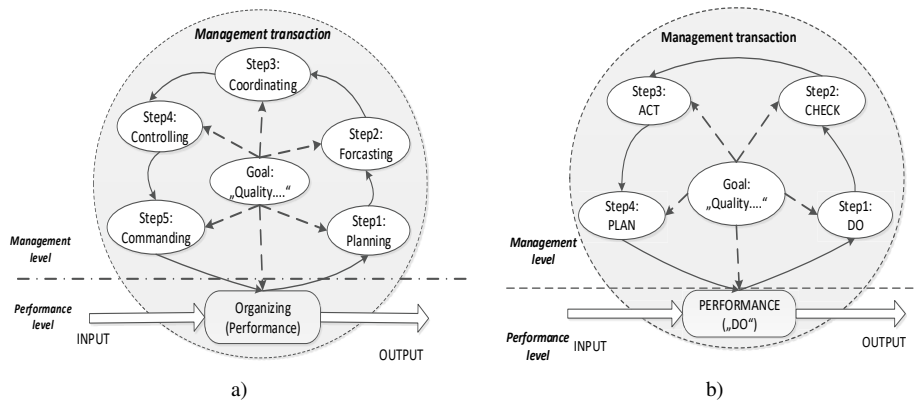 Management transaction
Step3:
Coordinating
Step4:
Controlling
Step2:
Forcasting
Goal:
„Quality....“
Step5:
Commanding
Step1:
Planning
Management
level
Performance
level
Organizing
(Performance)
INPUT
OUTPUT
a)
Management transaction
Step3:
ACT
Step2:
CHECK
Goal:
„Quality....“
Step4:
PLAN
Step1:
DO
Management
level
PERFORMANCE
(„DO“)
Performance
level
INPUT
OUTPUT
b)